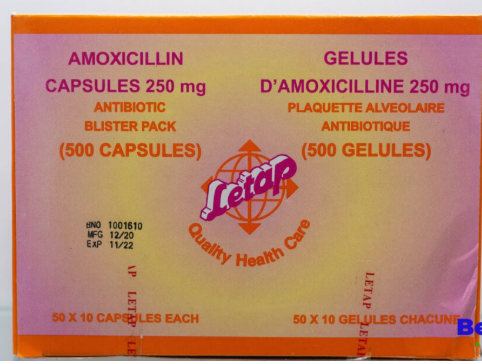 AMOXICILLIN
CAPSULES 250 mg
ANTIBIOTIC
BLISTER PACK
(500 CAPSULES)
GELULES
D'AMOXICILLINE 250 mg
PLAQUETTE ALVEOLAIRE
ANTIBIOTIQUE
(500 GELULES)
Letap
Quality Health Care
BNO 1001610
MFG 12/20
EXP 11/22
LETAP
LETAP
50 X 10 CAPSULES EACH
50 X 10 GELULES CHACUNE